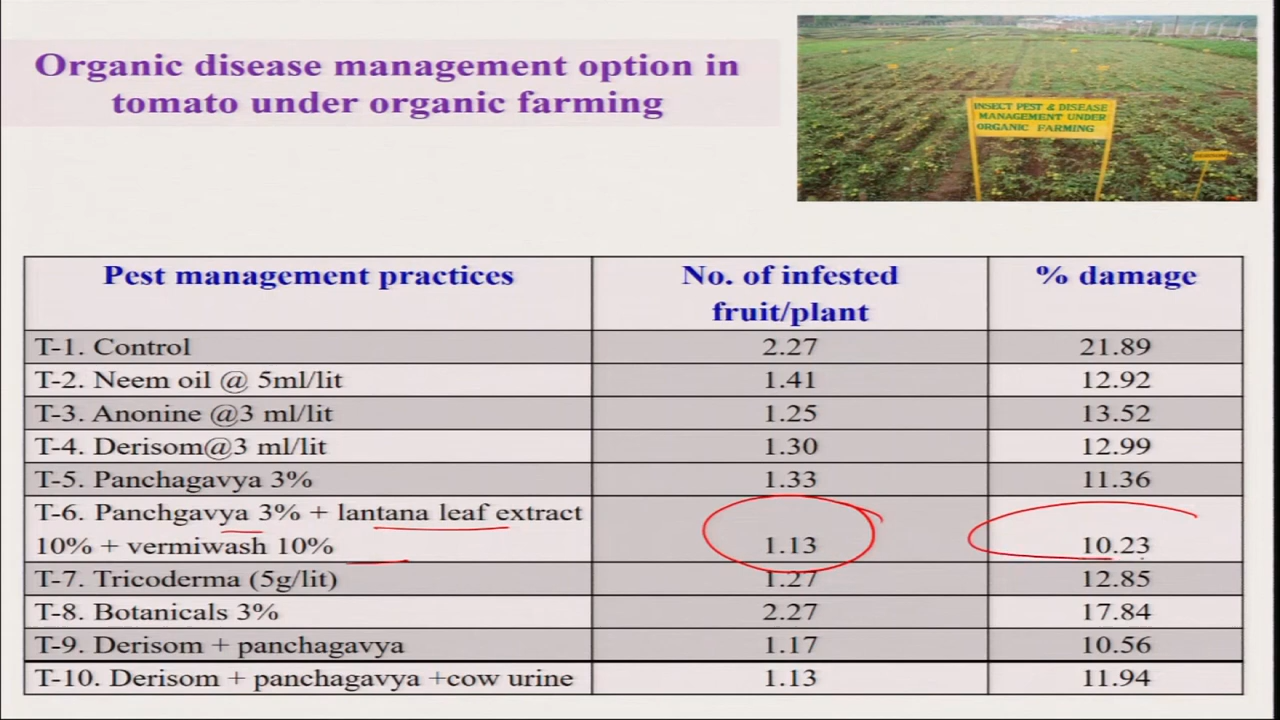 Organic disease management option in
tomato under organic farming
INSECT PEST & DISEASE
MANAGEMENT UNDER
ORGANIC FARMING
Pest management practices No. of infested fruit/plant % damage
T-1. Control 2.27 21.89
T-2. Neem oil @ 5ml/lit 1.41 12.92
T-3. Anonine @3 ml/lit 1.25 13.52
T-4. Derisom@3 ml/lit 1.30 12.99
T-5. Panchagavya 3% 1.33 11.36
T-6. Panchgavya 3% + lantana leaf extract
10% + vermiwash 10% 1.13 10.23
T-7. Tricoderma (5g/lit) 1.27 12.85
T-8. Botanicals 3% 2.27 17.84
T-9. Derisom + panchagavya 1.17 10.56
T-10. Derisom + panchagavya +cow urine 1.13 11.94